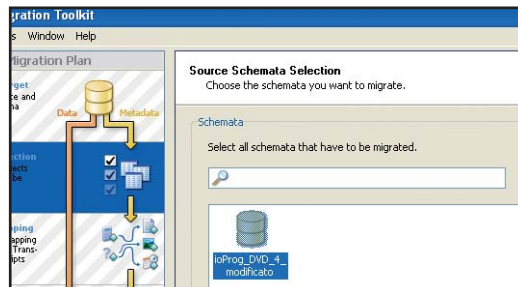 gration Toolkit
s Window Help
Migration Plan
rget
ce and
na
Data
Metadata
ection
ects
be
pping
apping
Trans-
ipts
Source Schemata Selection
Choose the schemata you want to migrate.
Schemata
Select all schemata that have to be migrated.
ioProg_DVD_4_
modificato